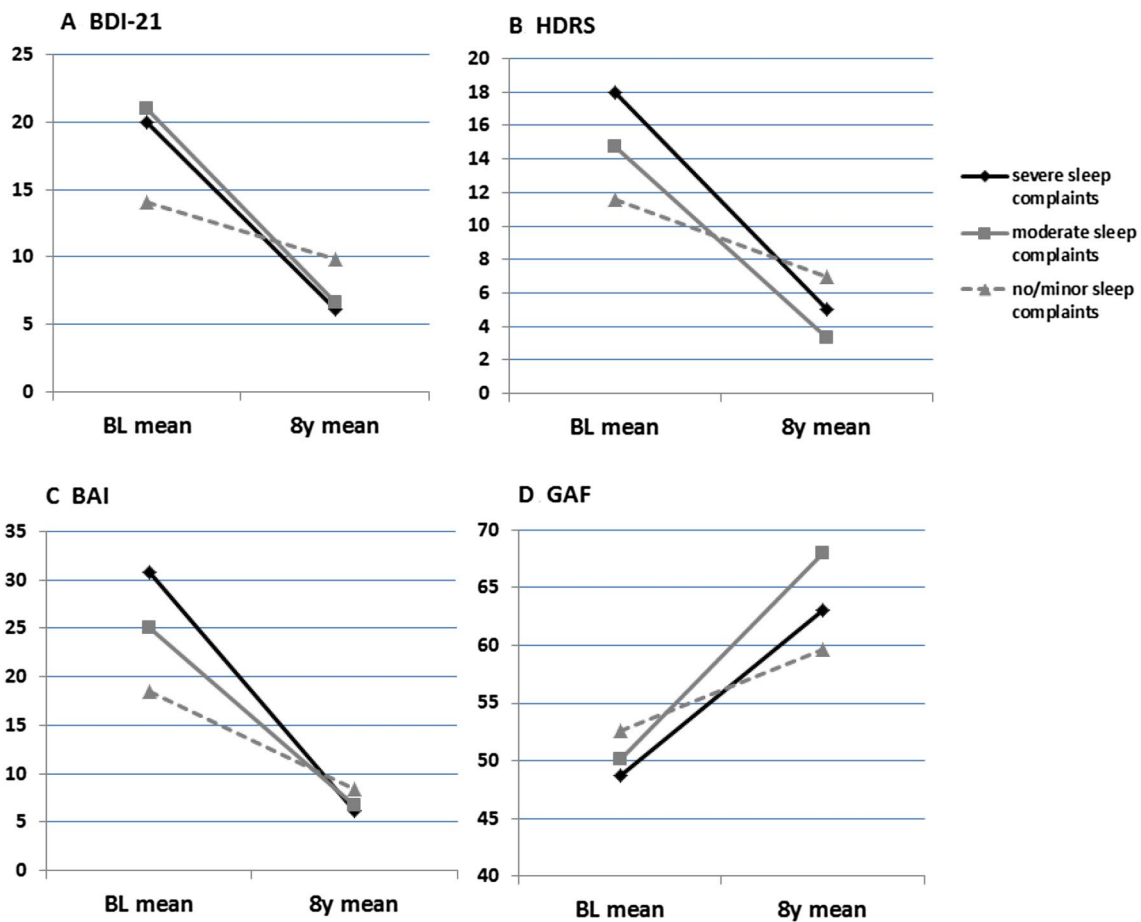 A BDI-21
25
20
15
10
5
0
BL mean
8y mean
B HDRS
20
18
16
14
12
10
8
6
4
2
0
BL mean
8y mean
severe sleep
complaints
moderate sleep
complaints
no/minor sleep
complaints
C BAI
35
30
25
20
15
10
5
0
BL mean
8y mean
D GAF
70
65
60
55
50
45
40
BL mean
8y mean